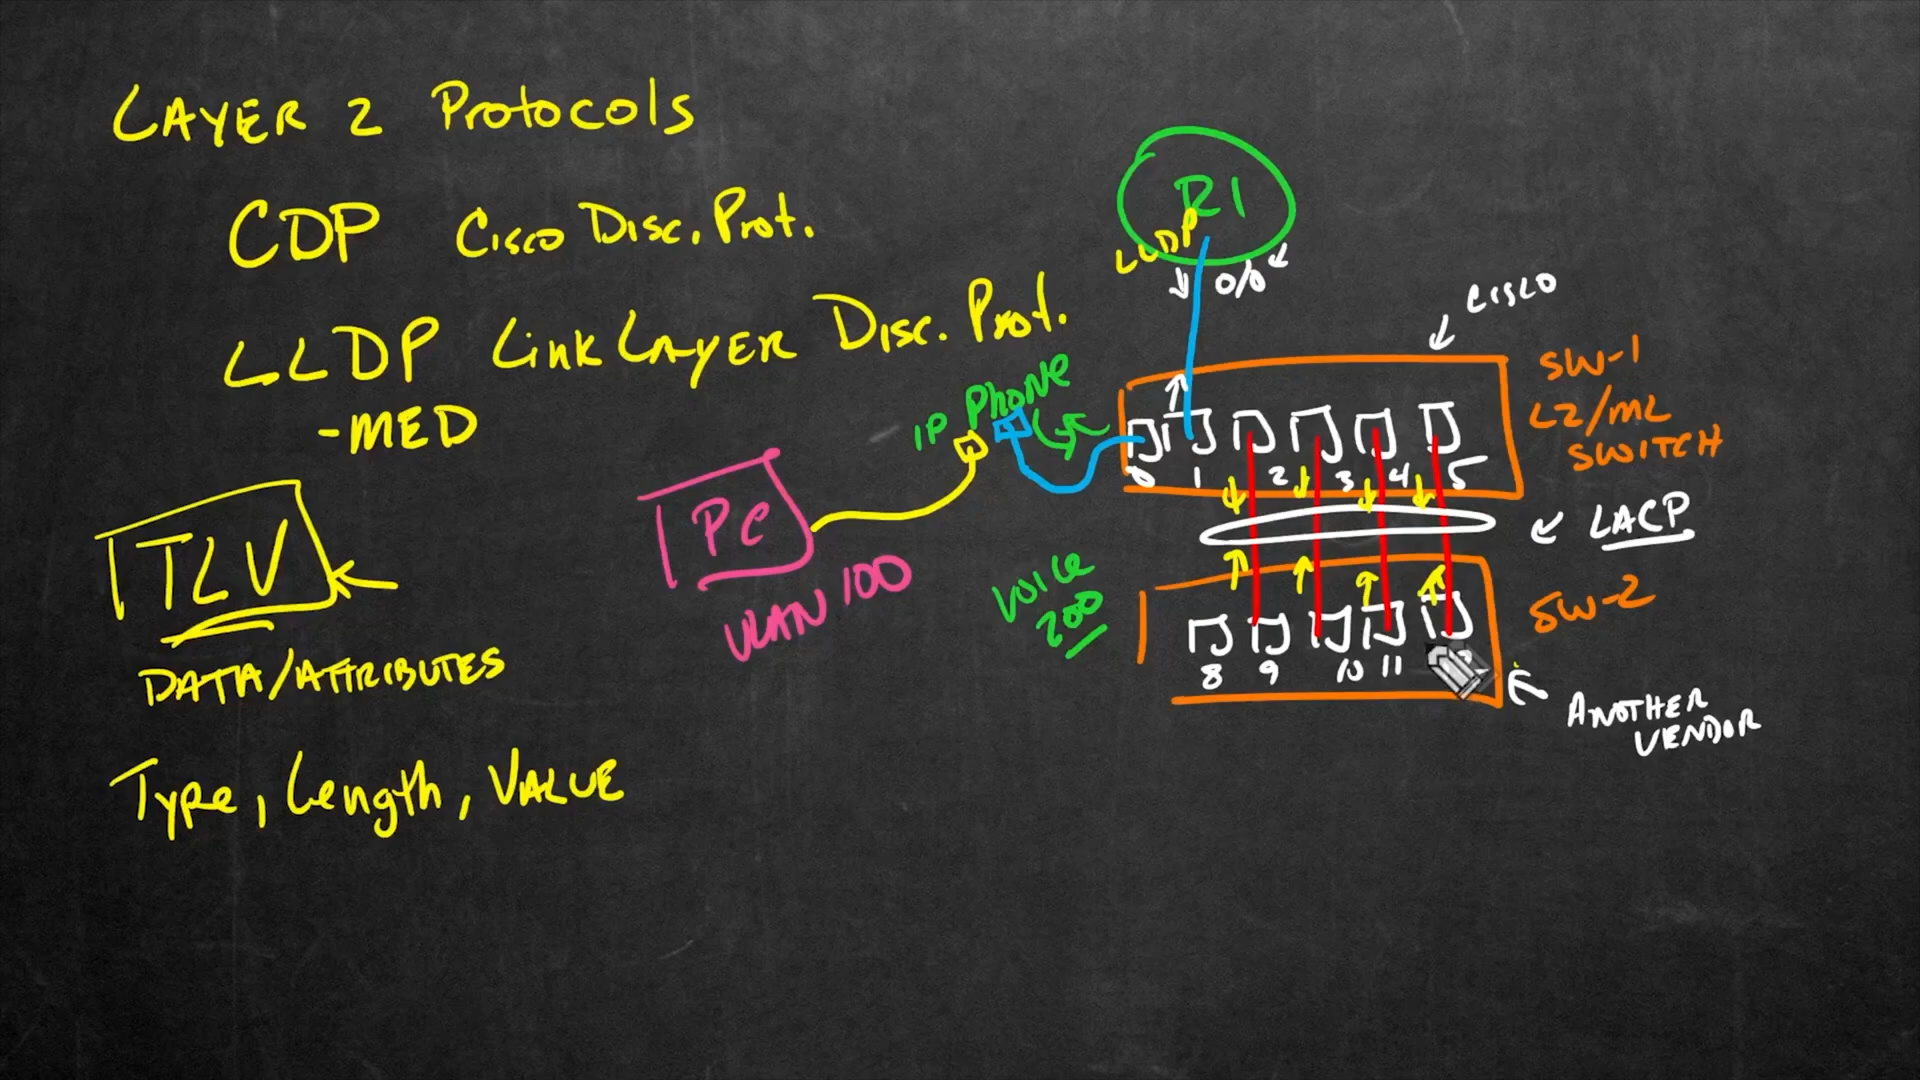 LAYER 2 Protocols
CDP Cisco Disc. Prot.
LLDP Link Layer Disc. Prot.
-MED
TLV
DATA/ATTRIBUTES
Type, Length, VALUE
R1
LLDP
0/0
CISCO
SW-1
L2/ML
SWITCH
IP Phone
0 1 2 3 4 5
LACP
PC
VLAN 100
VOICE
200
SW-2
8 9 10 11
ANOTHER
VENDOR